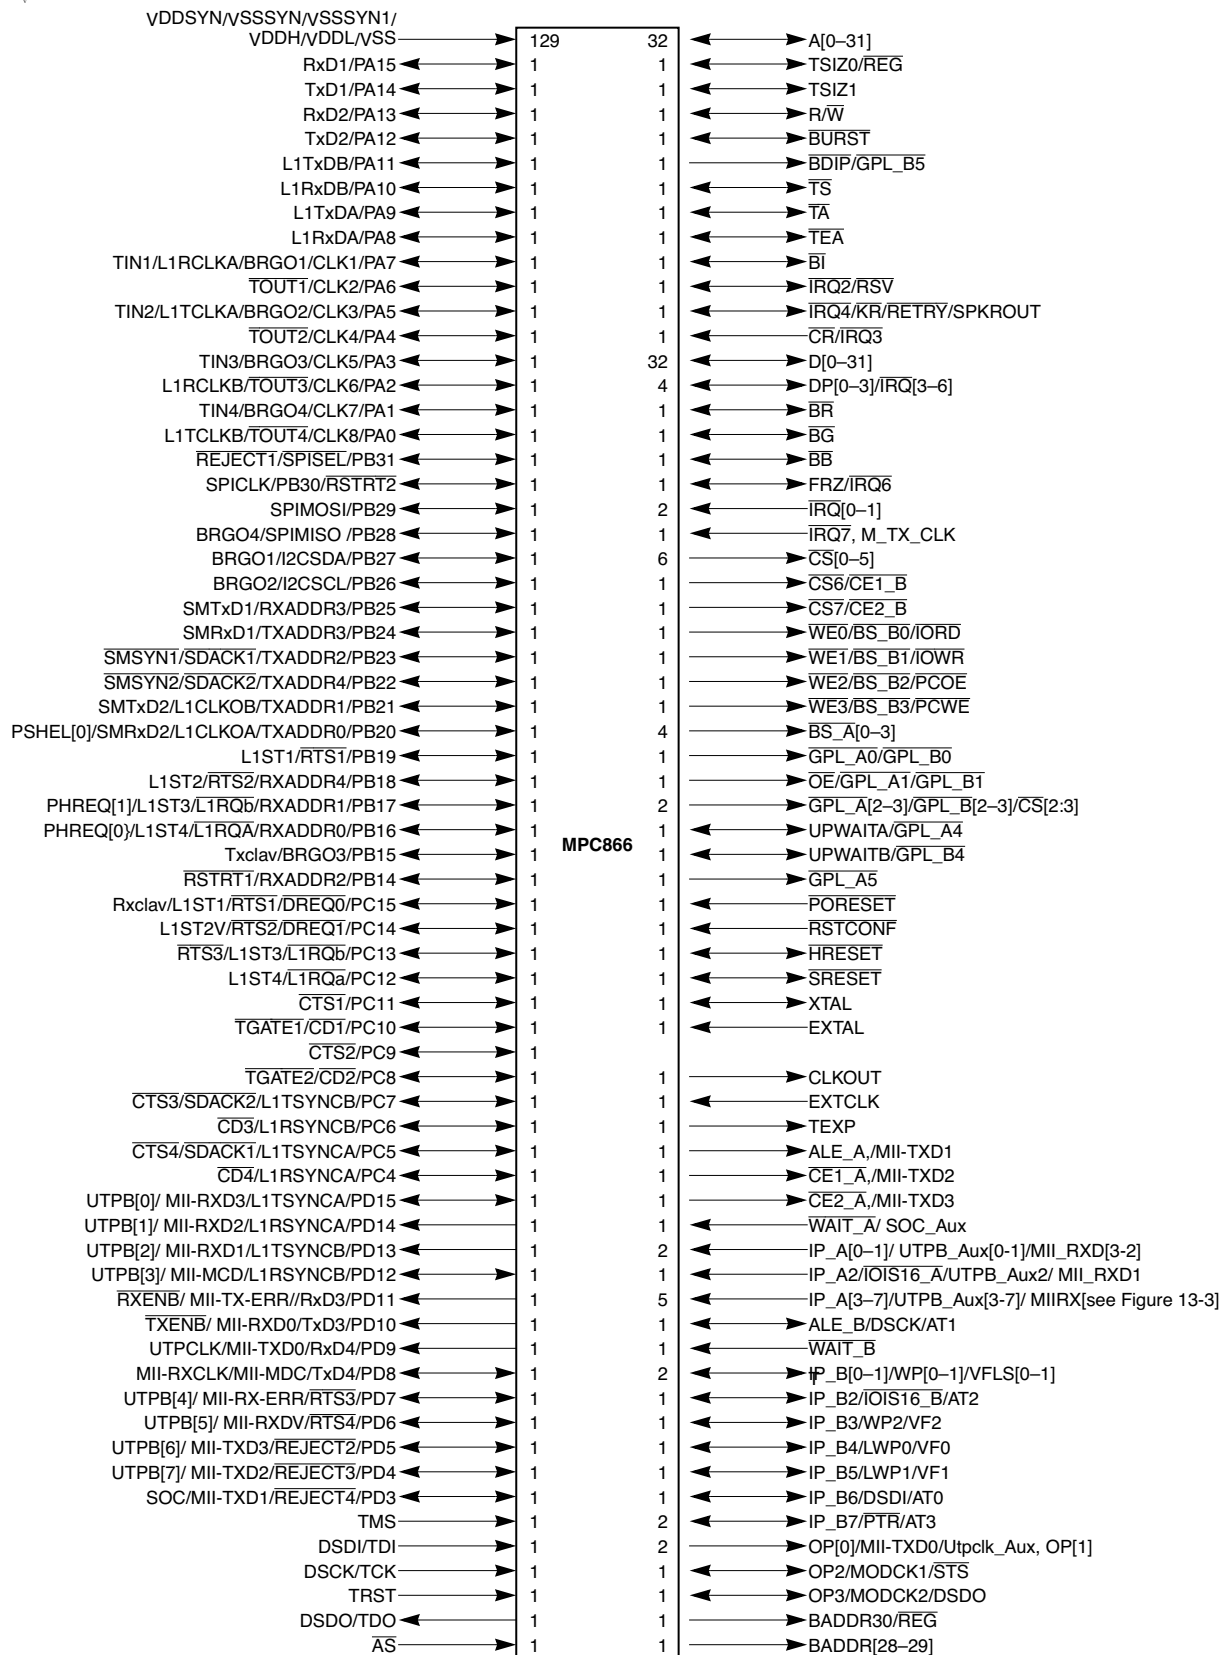 VDDSYN/VSSSYN/VSSSYN1/
VDDH/VDDL/VSS 129 32 A[0–31]
RxD1/PA15 1 1 TSIZ0/REG
TxD1/PA14 1 1 TSIZ1
RxD2/PA13 1 1 R/W
TxD2/PA12 1 1 BURST
L1TxDB/PA11 1 1 BDIP/GPL_B5
L1RxDB/PA10 1 1 TS
L1TxDA/PA9 1 1 TA
L1RxDA/PA8 1 1 TEA
TIN1/L1RCLKA/BRGO1/CLK1/PA7 1 1 BI
TOUT1/CLK2/PA6 1 1 IRQ2/RSV
TIN2/L1TCLKA/BRGO2/CLK3/PA5 1 1 IRQ4/KR/RETRY/SPKROUT
TOUT2/CLK4/PA4 1 1 CR/IRQ3
TIN3/BRGO3/CLK5/PA3 1 32 D[0–31]
L1RCLKB/TOUT3/CLK6/PA2 1 4 DP[0–3]/IRQ[3–6]
TIN4/BRGO4/CLK7/PA1 1 1 BR
L1TCLKB/TOUT4/CLK8/PA0 1 1 BG
REJECT1/SPISEL/PB31 1 1 BB
SPICLK/PB30/RSTRT2 1 1 FRZ/IRQ6
SPIMOSI/PB29 1 2 IRQ[0–1]
BRGO4/SPIMISO /PB28 1 1 IRQ7, M_TX_CLK
BRGO1/I2CSDA/PB27 1 6 CS[0–5]
BRGO2/I2CSCL/PB26 1 1 CS6/CE1_B
SMTxD1/RXADDR3/PB25 1 1 CS7/CE2_B
SMRxD1/TXADDR3/PB24 1 1 WE0/BS_B0/IORD
SMSYN1/SDACK1/TXADDR2/PB23 1 1 WE1/BS_B1/IOWR
SMSYN2/SDACK2/TXADDR4/PB22 1 1 WE2/BS_B2/PCOE
SMTxD2/L1CLKOB/TXADDR1/PB21 1 1 WE3/BS_B3/PCWE
PSHEL[0]/SMRxD2/L1CLKOA/TXADDR0/PB20 1 4 BS_A[0–3]
L1ST1/RTS1/PB19 1 1 GPL_A0/GPL_B0
L1ST2/RTS2/RXADDR4/PB18 1 1 OE/GPL_A1/GPL_B1
PHREQ[1]/L1ST3/L1RQb/RXADDR1/PB17 1 2 GPL_A[2–3]/GPL_B[2–3]/CS[2:3]
PHREQ[0}/L1ST4/L1RQA/RXADDR0/PB16 1 1 UPWAITA/GPL_A4
Txclav/BRGO3/PB15 1 MPC866 1 UPWAITB/GPL_B4
RSTRT1/RXADDR2/PB14 1 1 GPL_A5
Rxclav/L1ST1/RTS1/DREQ0/PC15 1 1 PORESET
L1ST2V/RTS2/DREQ1/PC14 1 1 RSTCONF
RTS3/L1ST3/L1RQb/PC13 1 1 HRESET
L1ST4/L1RQa/PC12 1 1 SRESET
CTS1/PC11 1 1 XTAL
TGATE1/CD1/PC10 1 1 EXTAL
CTS2/PC9 1
TGATE2/CD2/PC8 1 1 CLKOUT
CTS3/SDACK2/L1TSYNCB/PC7 1 1 EXTCLK
CD3/L1RSYNCB/PC6 1 1 TEXP
CTS4/SDACK1/L1TSYNCA/PC5 1 1 ALE_A,/MII-TXD1
CD4/L1RSYNCA/PC4 1 1 CE1_A,/MII-TXD2
UTPB[0]/ MII-RXD3/L1TSYNCA/PD15 1 1 CE2_A,/MII-TXD3
UTPB[1]/ MII-RXD2/L1RSYNCA/PD14 1 1 WAIT_A/ SOC_Aux
UTPB[2]/ MII-RXD1/L1TSYNCB/PD13 1 2 IP_A[0–1]/ UTPB_Aux[0-1]/MII_RXD[3-2]
UTPB[3]/ MII-MCD/L1RSYNCB/PD12 1 1 IP_A2/IOIS16_A/UTPB_Aux2/ MII_RXD1
RXENB/ MII-TX-ERR//RxD3/PD11 1 5 IP_A[3–7]/UTPB_Aux[3-7]/ MIIRX[see Figure 13-3]
TXENB/ MII-RXD0/TxD3/PD10 1 1 ALE_B/DSCK/AT1
UTPCLK/MII-TXD0/RxD4/PD9 1 1 WAIT_B
MII-RXCLK/MII-MDC/TxD4/PD8 1 2 IP_B[0–1]/WP[0–1]/VFLS[0–1]
UTPB[4]/ MII-RX-ERR/RTS3/PD7 1 1 IP_B2/IOIS16_B/AT2
UTPB[5]/ MII-RXDV/RTS4/PD6 1 1 IP_B3/WP2/VF2
UTPB[6]/ MII-TXD3/REJECT2/PD5 1 1 IP_B4/LWP0/VF0
UTPB[7]/ MII-TXD2/REJECT3/PD4 1 1 IP_B5/LWP1/VF1
SOC/MII-TXD1/REJECT4/PD3 1 1 IP_B6/DSDI/AT0
TMS 1 2 IP_B7/PTR/AT3
DSDI/TDI 1 2 OP[0]/MII-TXD0/Utpclk_Aux, OP[1]
DSCK/TCK 1 1 OP2/MODCK1/STS
TRST 1 1 OP3/MODCK2/DSDO
DSDO/TDO 1 1 BADDR30/REG
AS 1 1 BADDR[28–29]